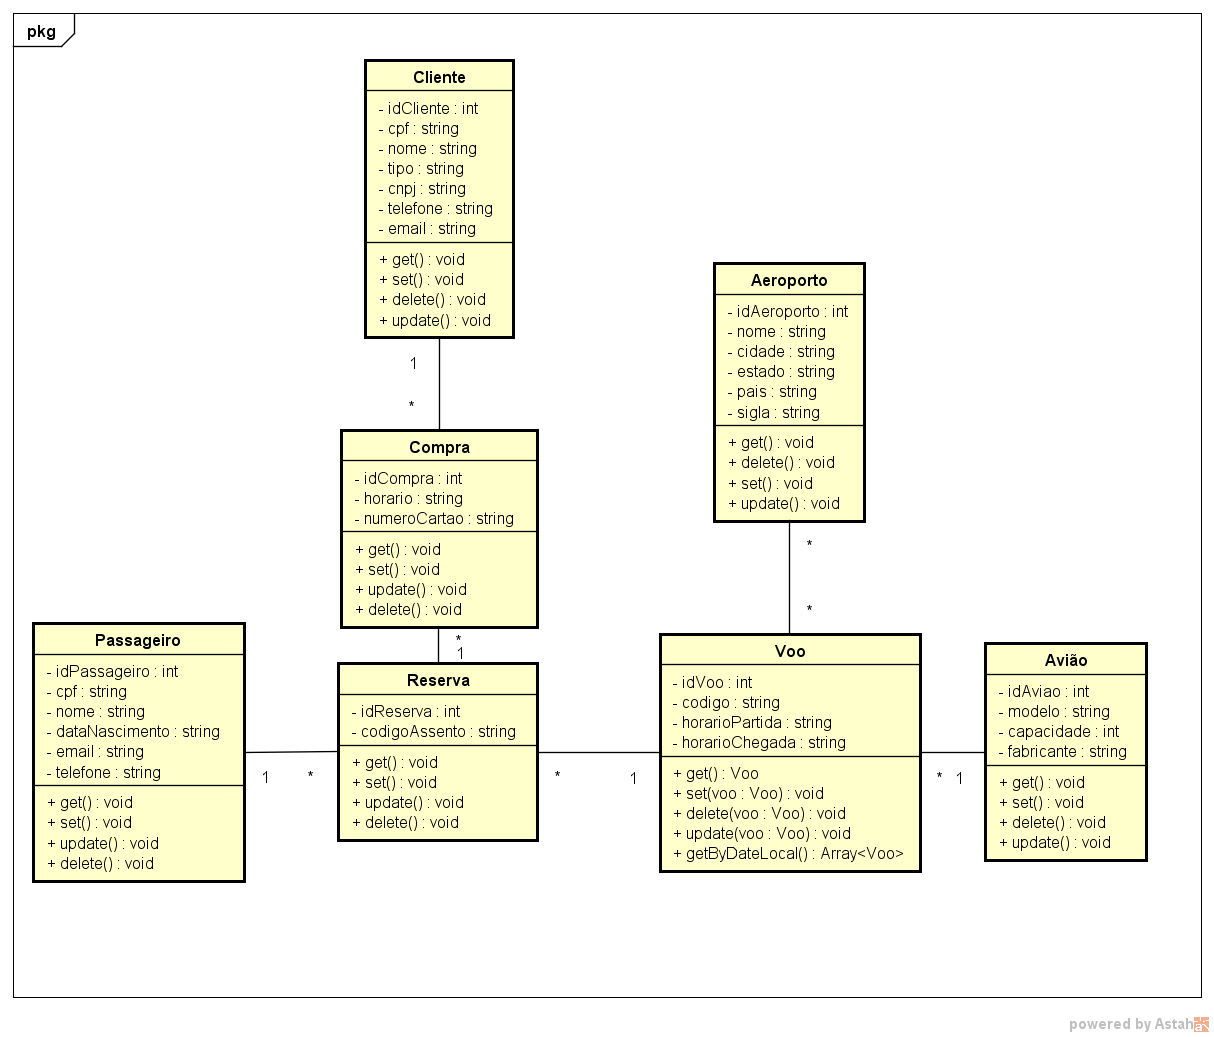 pkg
Cliente
- idCliente : int
- cpf : string
- nome : string
- tipo : string
- cnpj : string
- telefone : string
- email : string
+ get() : void
+ set() : void
+ delete() : void
+ update() : void
1
*
Aeroporto
- idAeroporto : int
- nome : string
- cidade : string
- estado : string
- pais : string
- sigla : string
+ get() : void
+ delete() : void
+ set() : void
+ update() : void
*
*
Compra
- idCompra : int
- horario : string
- numeroCartao : string
+ get() : void
+ set() : void
+ update() : void
+ delete() : void
*
1
Passageiro
- idPassageiro : int
- cpf : string
- nome : string
- dataNascimento : string
- email : string
- telefone : string
+ get() : void
+ set() : void
+ update() : void
+ delete() : void
1
*
Reserva
- idReserva : int
- codigoAssento : string
+ get() : void
+ set() : void
+ update() : void
+ delete() : void
*
1
Voo
- idVoo : int
- codigo : string
- horarioPartida : string
- horarioChegada : string
+ get() : Voo
+ set(voo : Voo) : void
+ delete(voo : Voo) : void
+ update(voo : Voo) : void
+ getByDateLocal() : Array<Voo>
*
1
Avião
- idAviao : int
- modelo : string
- capacidade : int
- fabricante : string
+ get() : void
+ set() : void
+ delete() : void
+ update() : void
powered by Astah